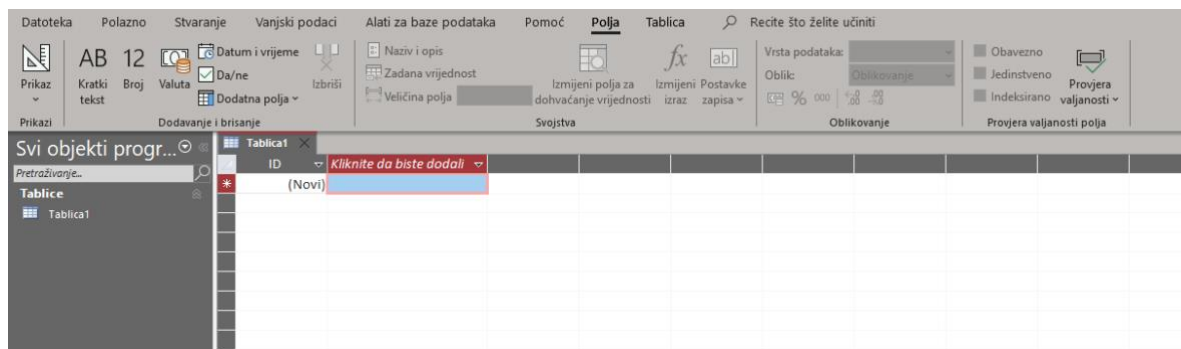 Datoteka Polazno Stvaranje Vanjski podaci Alati za baze podataka Pomoć Polja Tablica Recite što želite učiniti
Prikaz
AB
Kratki tekst
12
Broj
Valuta
Datum i vrijeme
Da/ne
Dodatna polja
Izbriši
Naziv i opis
Zadana vrijednost
Veličina polja
Izmijeni polja za dohvaćanje vrijednosti
fx
Izmijeni izraz
ab
Postavke zapisa
Vrsta podataka:
Oblik: Oblikovanje
% 000
Obavezno
Jedinstveno
Indeksirano
Provjera valjanosti
Prikazi Dodavanje i brisanje Svojstva Oblikovanje Provjera valjanosti polja
Svi objekti progr...
Pretraživanje...
Tablice
Tablica1
Tablica1
ID Kliknite da biste dodali
* (Novi)